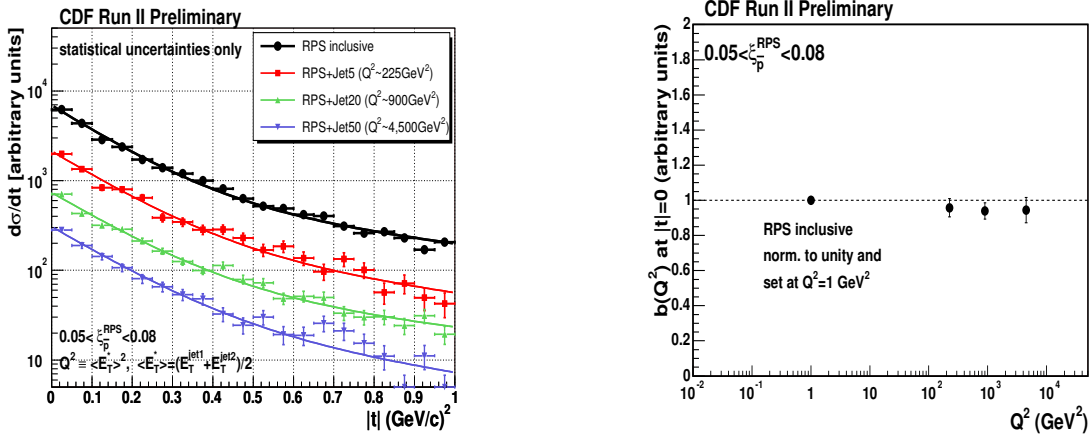 CDF Run II Preliminary
statistical uncertainties only
RPS inclusive
RPS+Jet5 (Q²~225GeV²)
RPS+Jet20 (Q²~900GeV²)
RPS+Jet50 (Q²~4,500GeV²)
dσ/dt [arbitrary units]
10⁴
10³
10²
10
0.05< ξ_p̄^RPS <0.08
Q² ≡ <E_T^*>², <E_T^*>=(E_T^jet1+E_T^jet2)/2
0 0.1 0.2 0.3 0.4 0.5 0.6 0.7 0.8 0.9 1
|t| (GeV/c)²
CDF Run II Preliminary
0.05<ξ_p̄^RPS<0.08
b(Q²) at |t|=0 (arbitrary units)
2
1.8
1.6
1.4
1.2
1
0.8
0.6
0.4
0.2
0
RPS inclusive
norm. to unity and
set at Q²=1 GeV²
10⁻² 10⁻¹ 1 10 10² 10³ 10⁴
Q² (GeV²)